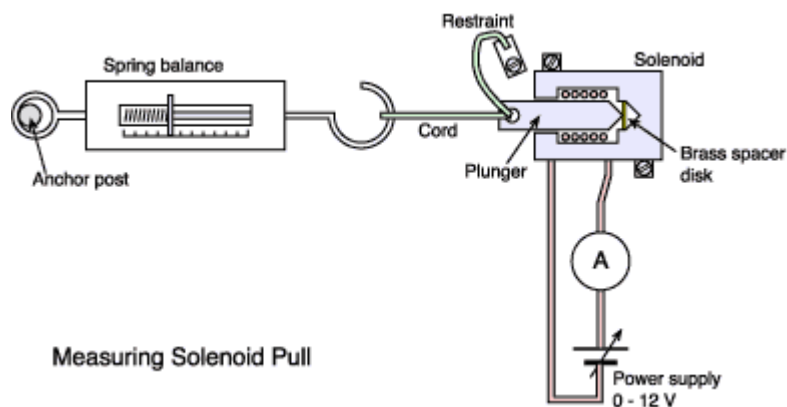 Restraint
Spring balance
Solenoid
Cord
Plunger
Brass spacer
disk
Anchor post
A
Measuring Solenoid Pull
Power supply
0 - 12 V